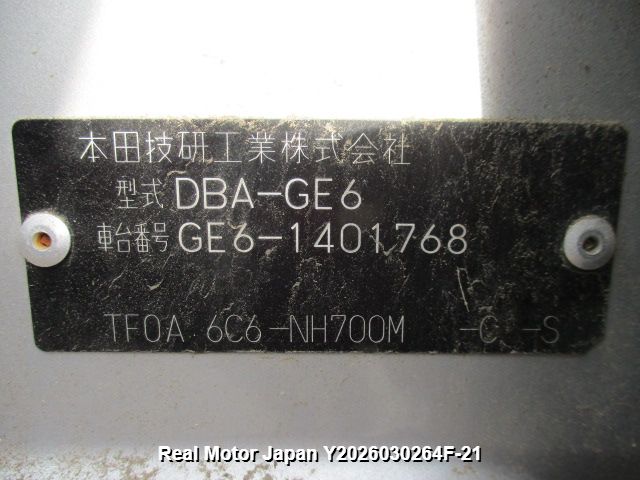 本田技研工業株式会社
型式 DBA-GE6
車台番号 GE6-1401768
TF0A 6C6-NH700M -C -S
Real Motor Japan Y2026030264F-21